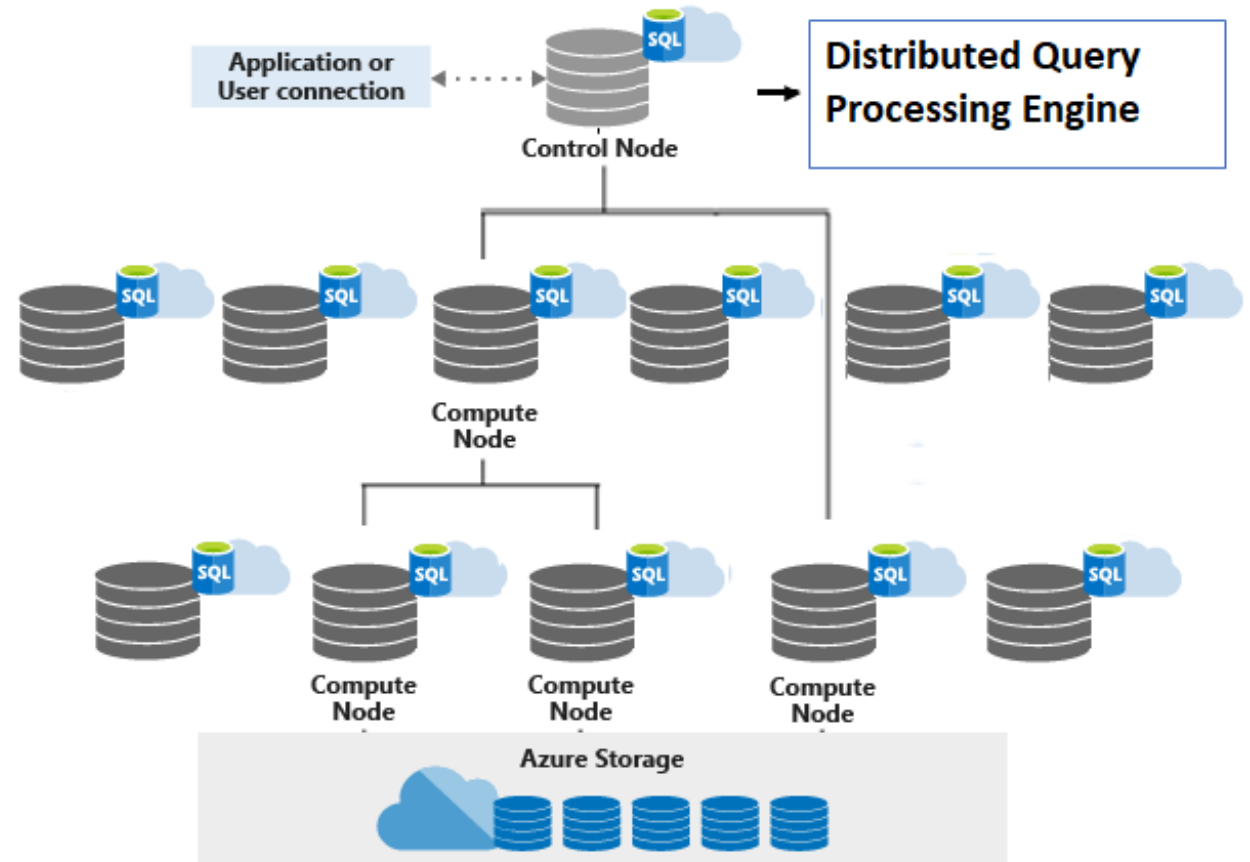 SQL
Application or
User connection
Distributed Query
Processing Engine
Control Node
SQL
SQL
SQL
SQL
SQL
SQL
Compute
Node
SQL
SQL
SQL
SQL
SQL
Compute
Node
Compute
Node
Compute
Node
Azure Storage